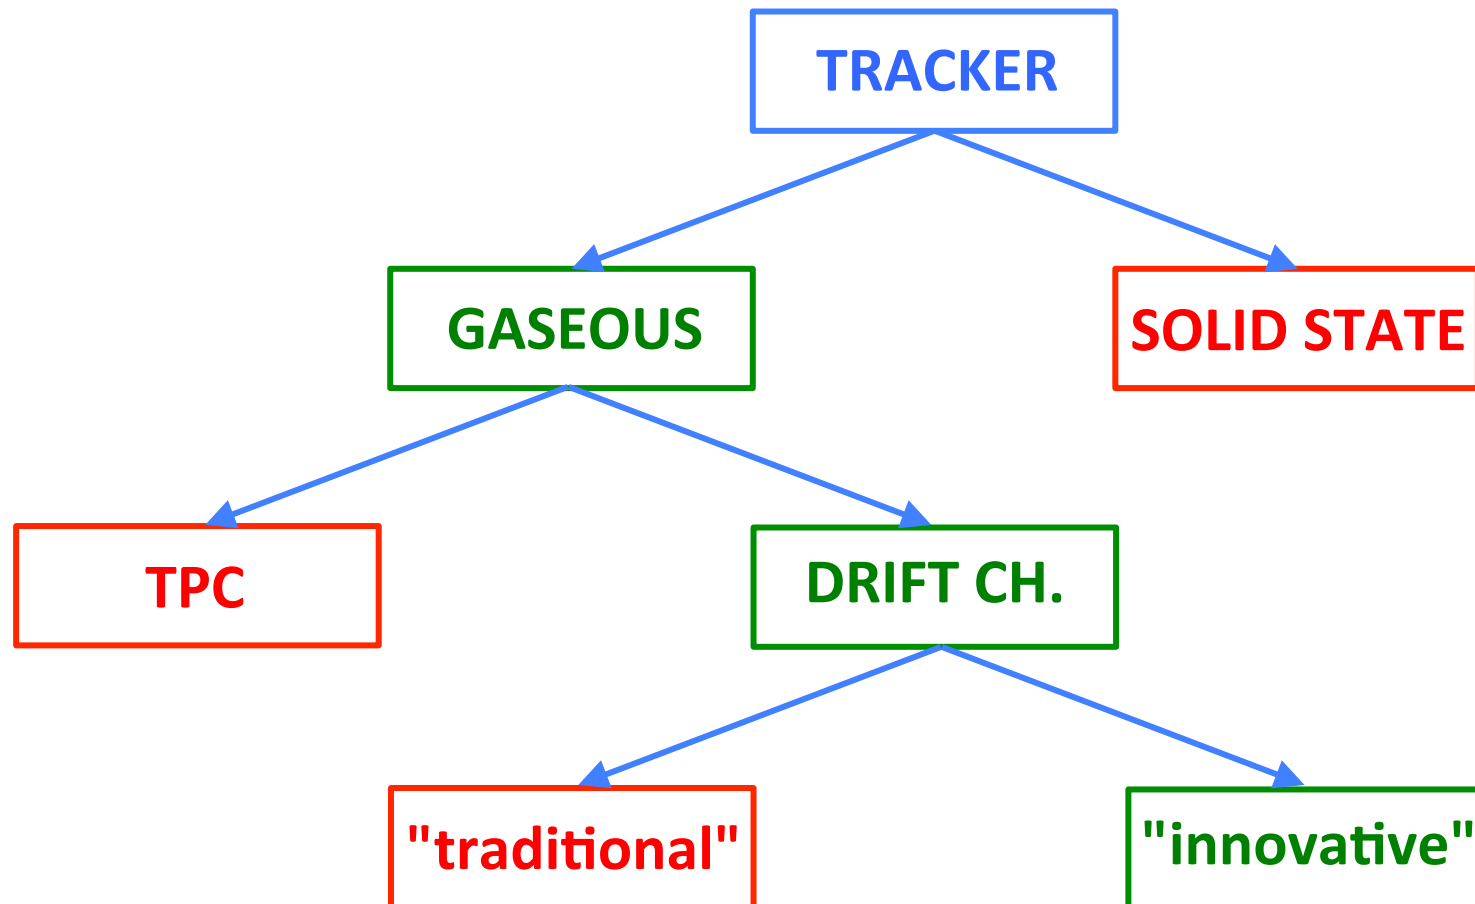 TRACKER
GASEOUS
SOLID STATE
TPC
DRIFT CH.
"traditional"
"innovative"